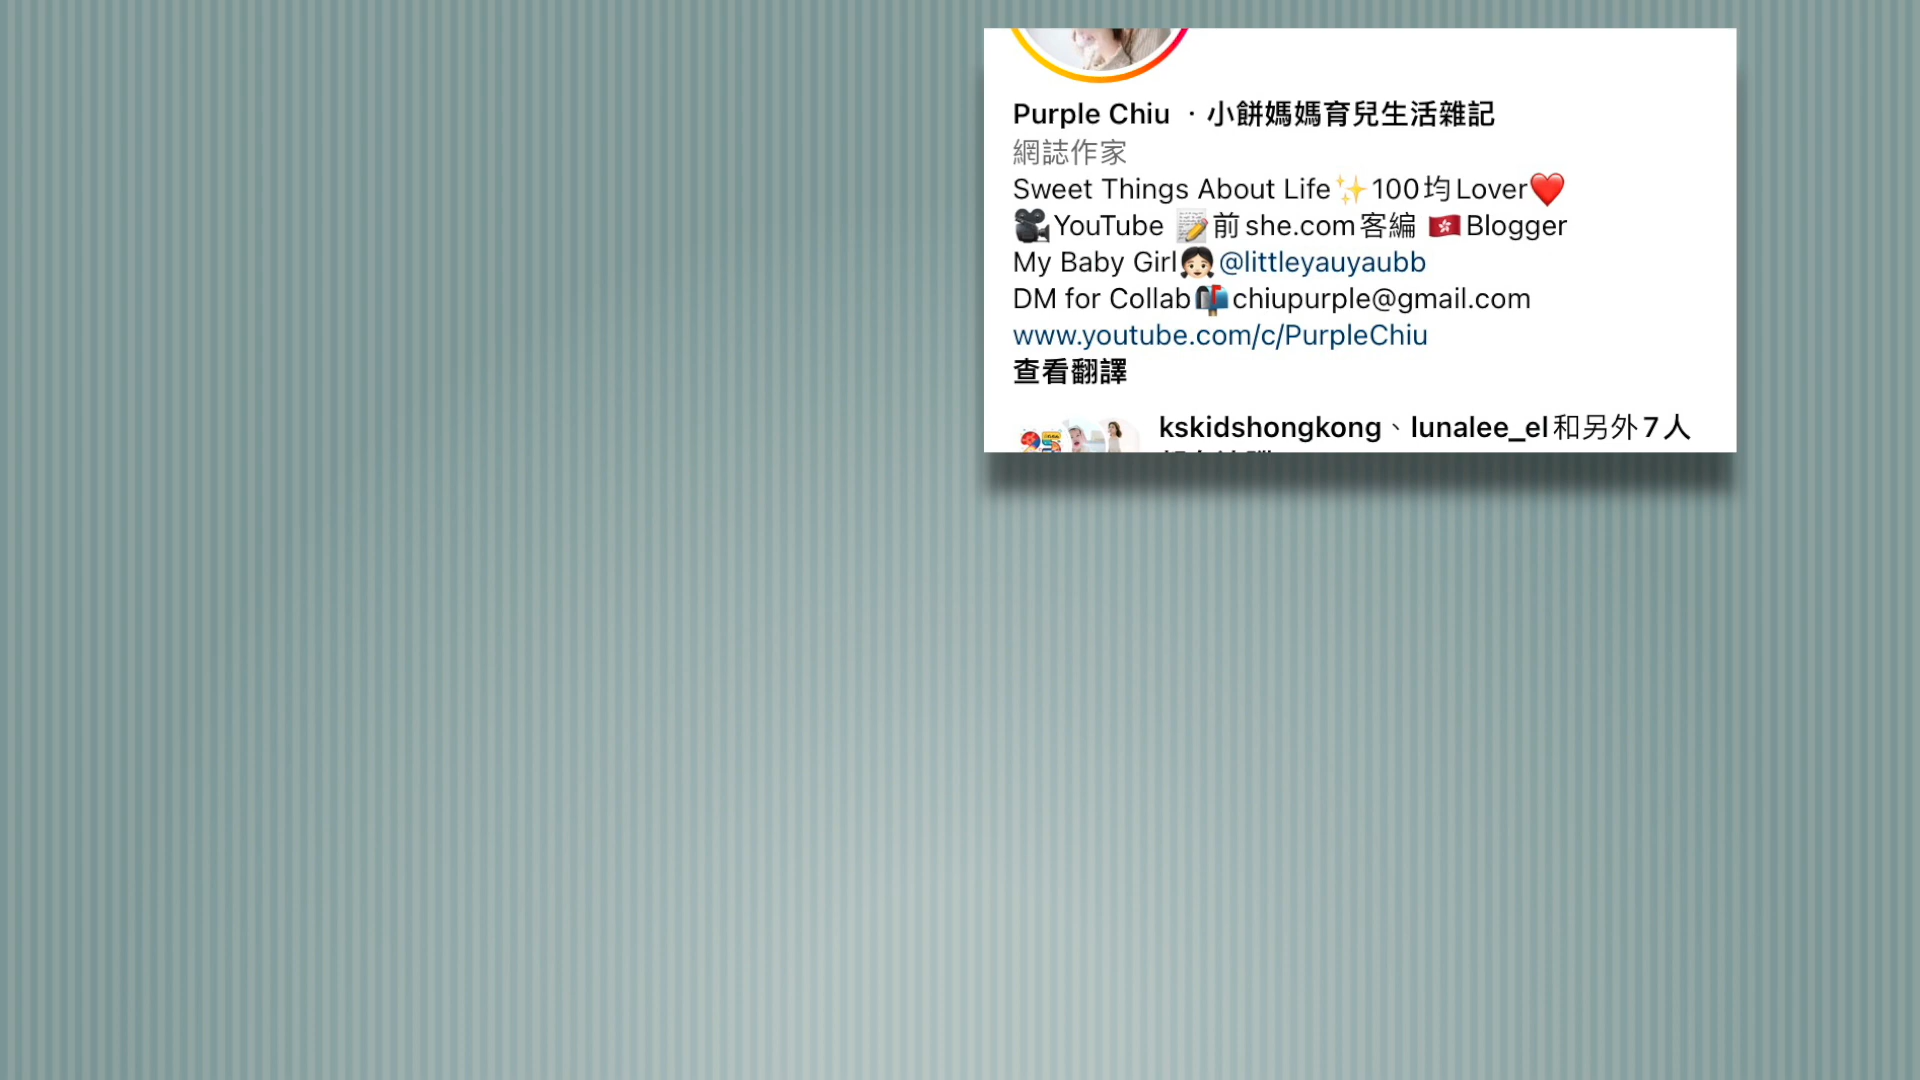 Purple Chiu ・小餅媽媽育兒生活雜記
網誌作家
Sweet Things About Life✨100均Lover❤️
🎥YouTube 📝前she.com客編 🇭🇰Blogger
My Baby Girl👧🏻@littleyauyaubb
DM for Collab📬chiupurple@gmail.com
www.youtube.com/c/PurpleChiu
查看翻譯
kskidshongkong、lunalee_el和另外7人